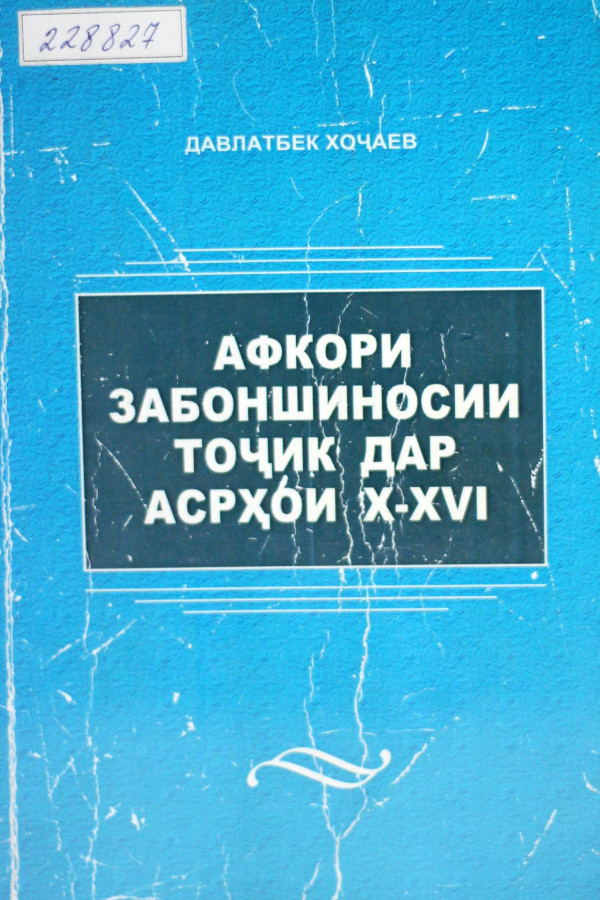 228827
ДАВЛАТБЕК ХОҶАЕВ
АФКОРИ
ЗАБОНШИНОСИИ
ТОҶИК ДАР
АСРҲОИ X-XVI